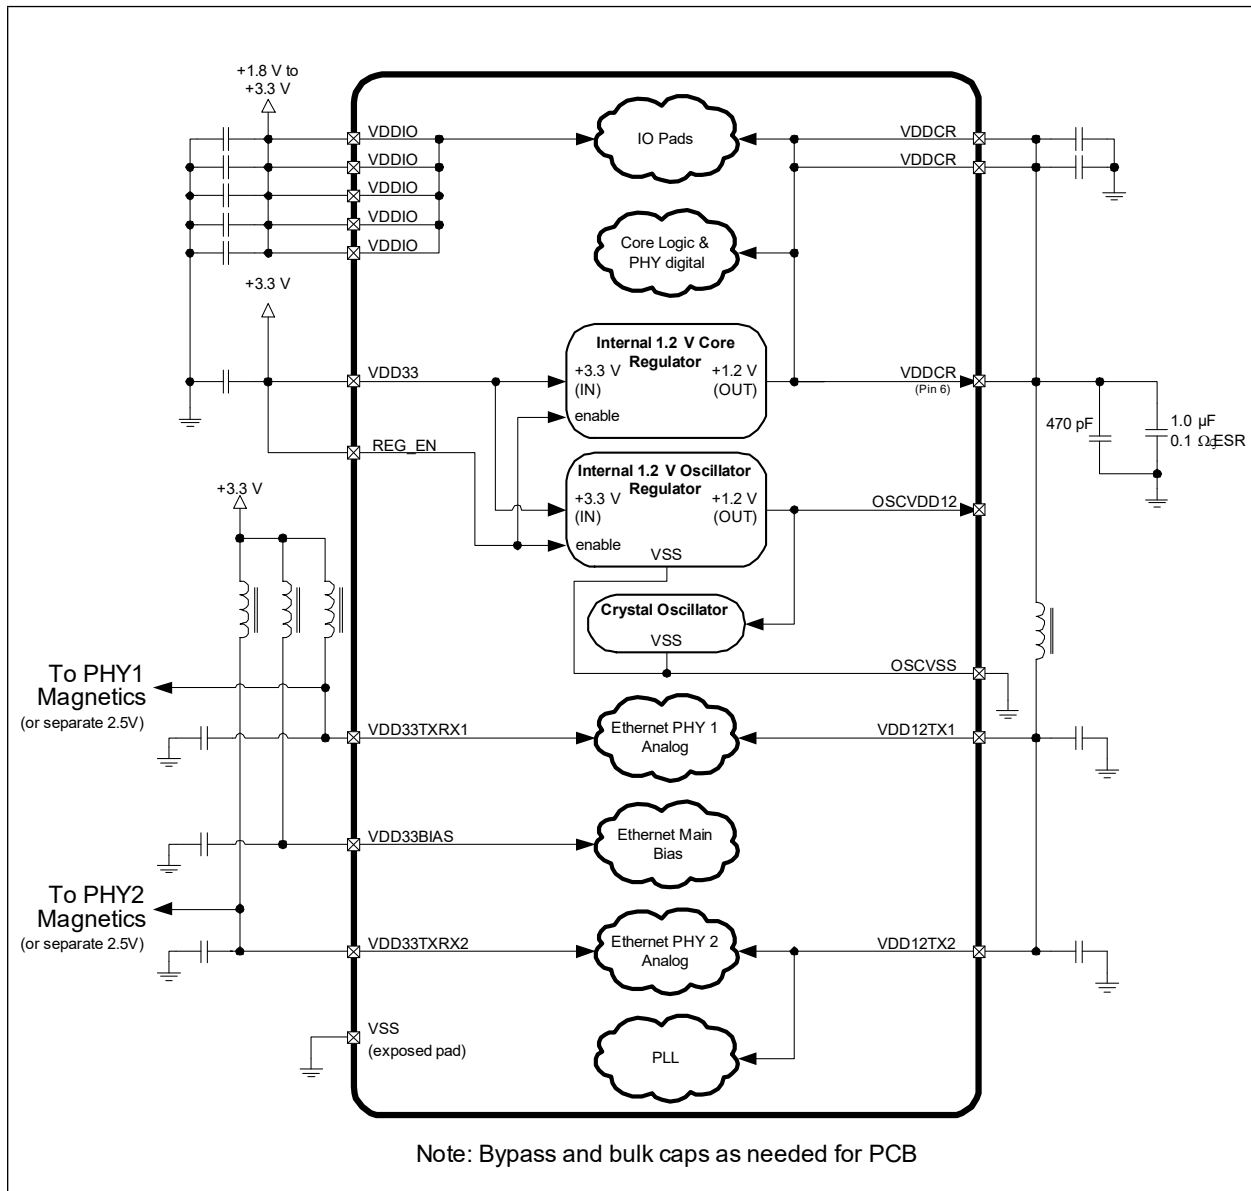 +1.8 V to
+3.3 V
VDDIO
VDDIO
VDDIO
VDDIO
VDDIO
IO Pads
VDDCR
VDDCR
Core Logic &
PHY digital
+3.3 V
VDD33
REG_EN
Internal 1.2 V Core
Regulator
+3.3 V
(IN)
+1.2 V
(OUT)
enable
VDDCR
(Pin 6)
470 pF
1.0 µF
0.1 Ω ESR
Internal 1.2 V Oscillator
Regulator
+3.3 V
(IN)
+1.2 V
(OUT)
enable
VSS
OSCVDD12
+3.3 V
Crystal Oscillator
VSS
OSCVSS
To PHY1
Magnetics
(or separate 2.5V)
VDD33TXRX1
Ethernet PHY 1
Analog
VDD12TX1
VDD33BIAS
Ethernet Main
Bias
To PHY2
Magnetics
(or separate 2.5V)
VDD33TXRX2
Ethernet PHY 2
Analog
VDD12TX2
VSS
(exposed pad)
PLL
Note: Bypass and bulk caps as needed for PCB